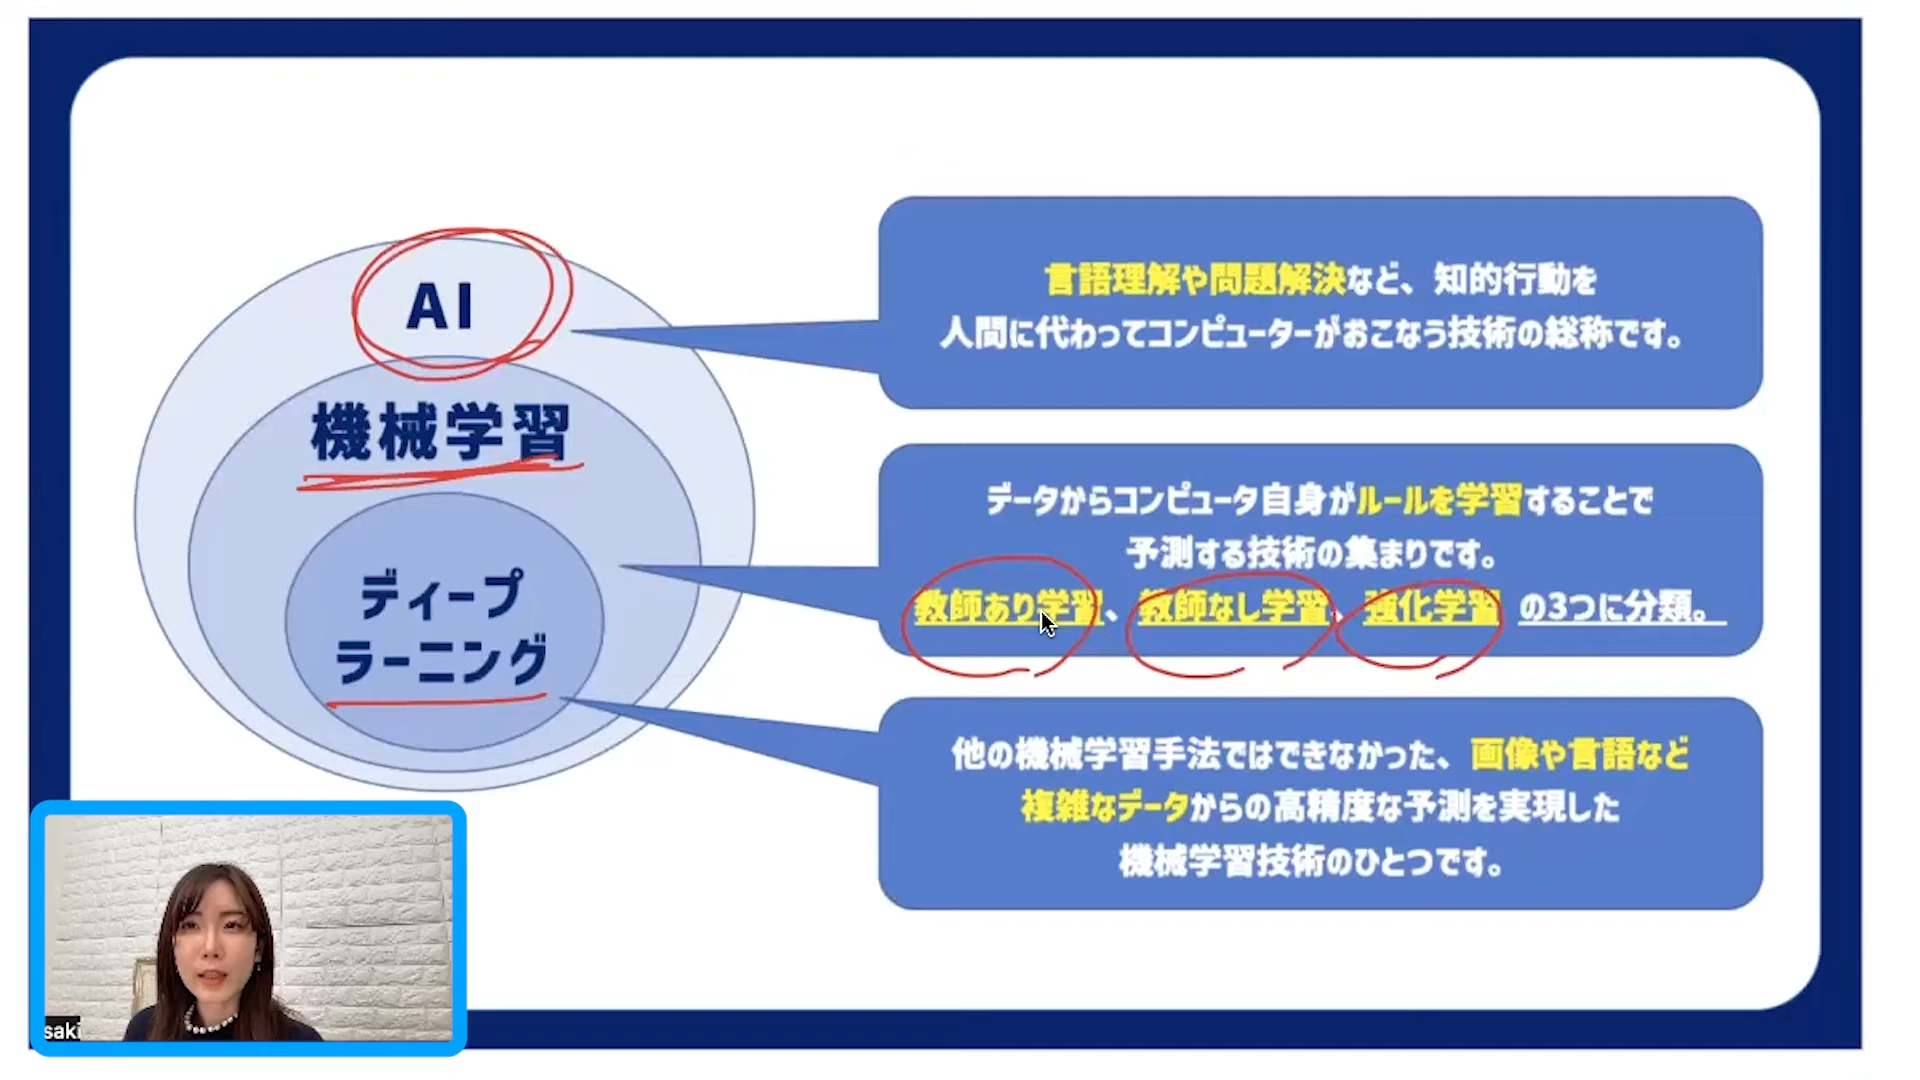 AI
機械学習
ディープ
ラーニング
言語理解や問題解決など、知的行動を
人間に代わってコンピューターがおこなう技術の総称です。
データからコンピュータ自身がルールを学習することで
予測する技術の集まりです。
教師あり学習、教師なし学習、強化学習 の3つに分類。
他の機械学習手法ではできなかった、画像や言語など
複雑なデータからの高精度な予測を実現した
機械学習技術のひとつです。
saki